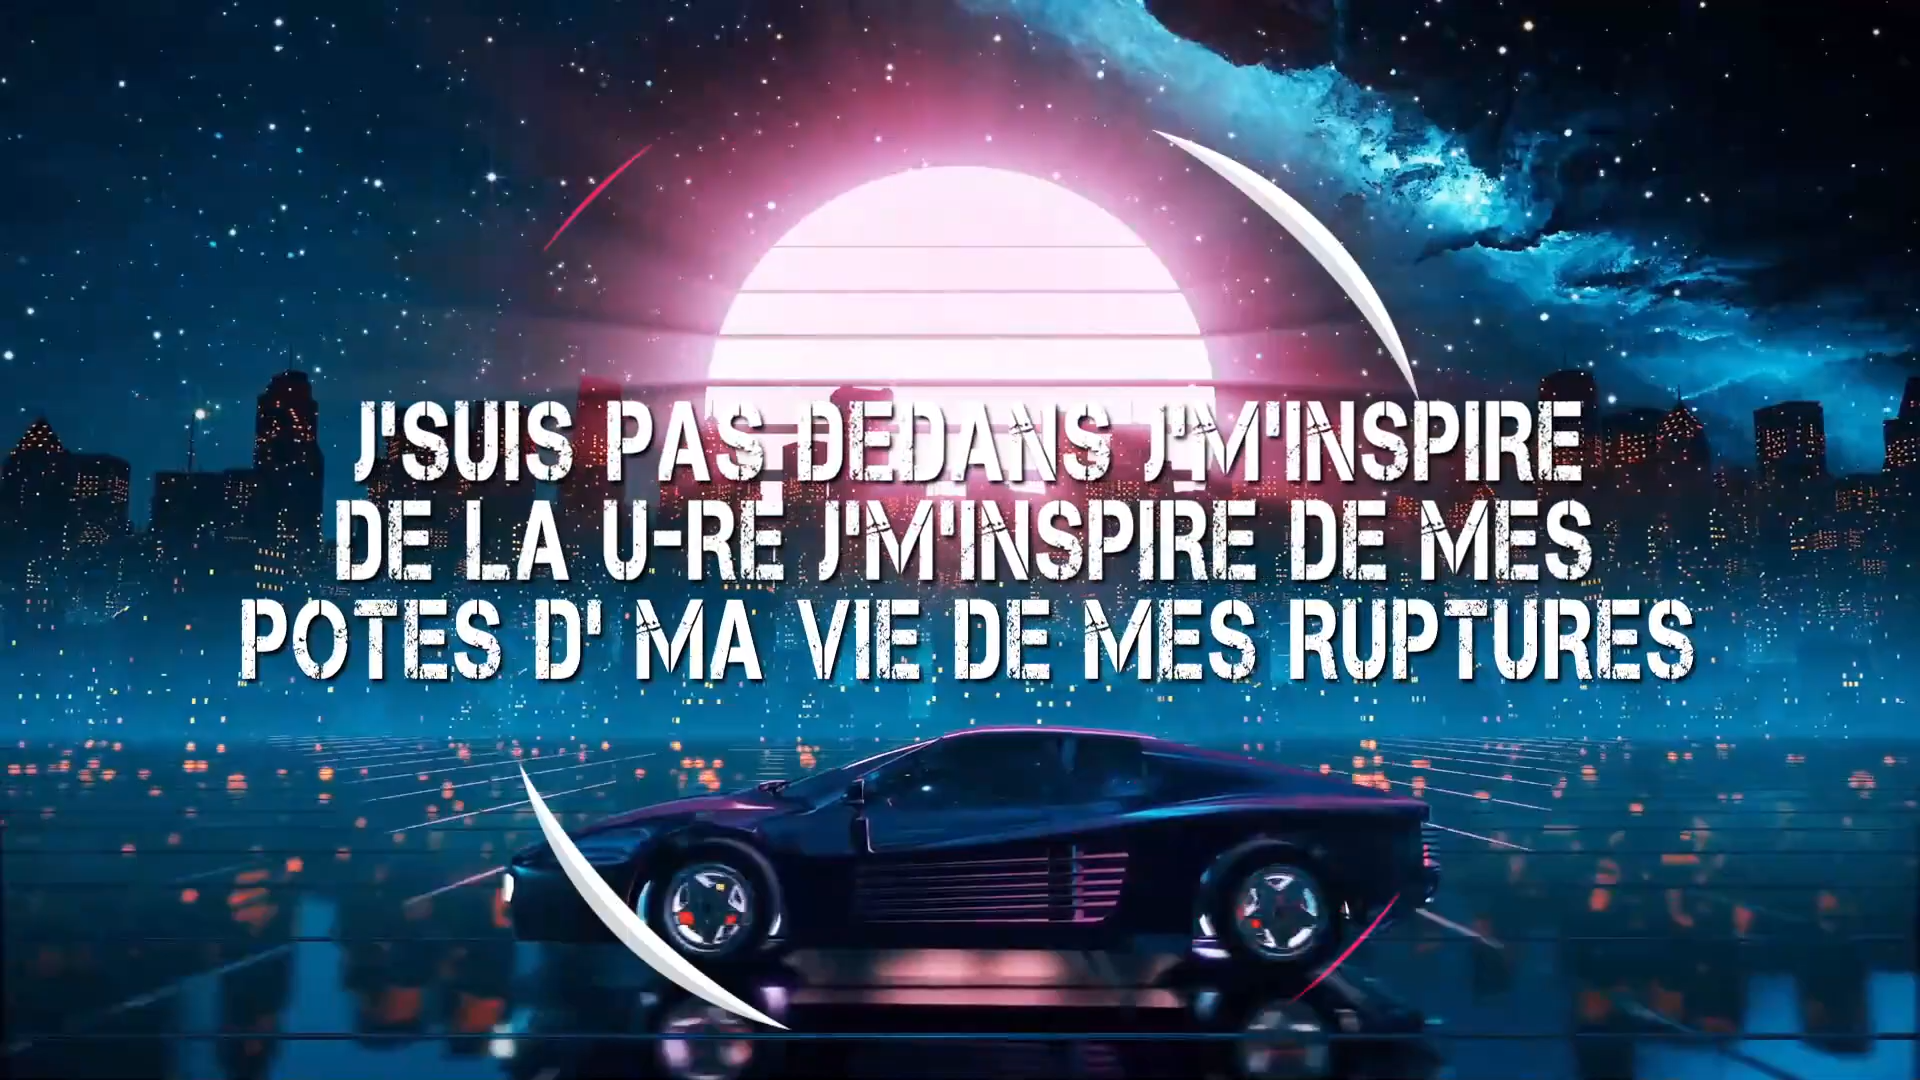 J'SUIS PAS DEDANS J'M'INSPIRE
DE LA U-RE J'M'INSPIRE DE MES
POTES D' MA VIE DE MES RUPTURES